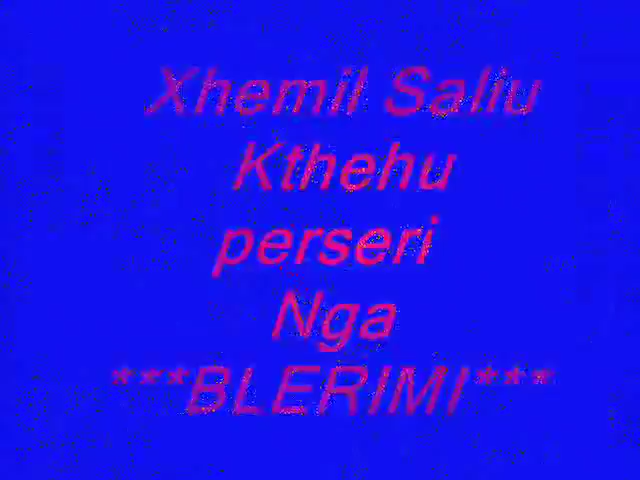 Xhemil Saliu
Kthehu
perseri
Nga
***BLERIMI***